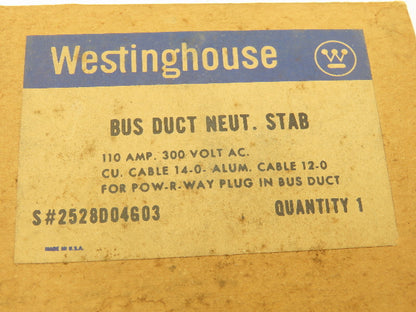 Westinghouse
W
BUS DUCT NEUT. STAB
110 AMP. 300 VOLT AC.
CU. CABLE 14-0- ALUM. CABLE 12-0
FOR POW-R-WAY PLUG IN BUS DUCT
S#2528D04G03 QUANTITY 1
MADE IN U.S.A.